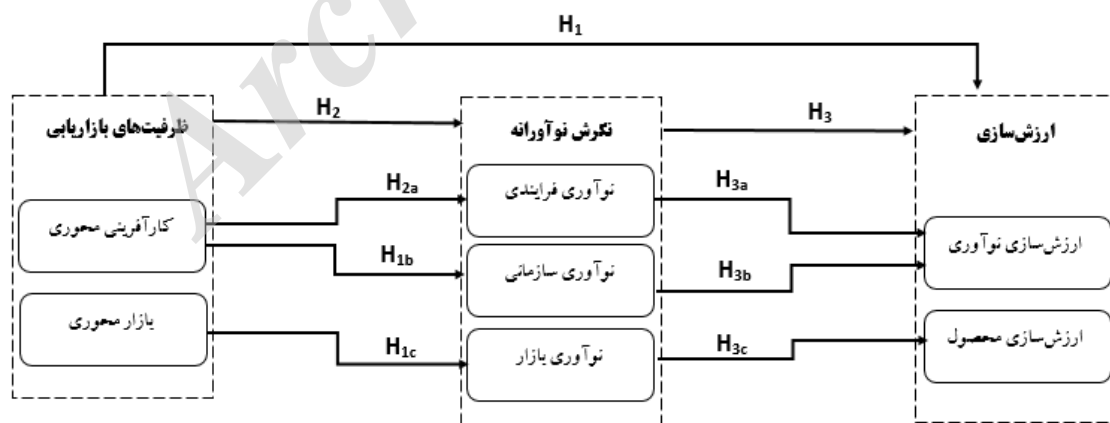 H1
ظرفیت‌های بازاریابی
H2
نگرش نوآورانه
H3
ارزش‌سازی
کارآفرینی محوری
H2a
نوآوری فرایندی
H3a
ارزش‌سازی نوآوری
H1b
نوآوری سازمانی
H3b
بازار محوری
H1c
نوآوری بازار
H3c
ارزش‌سازی محصول